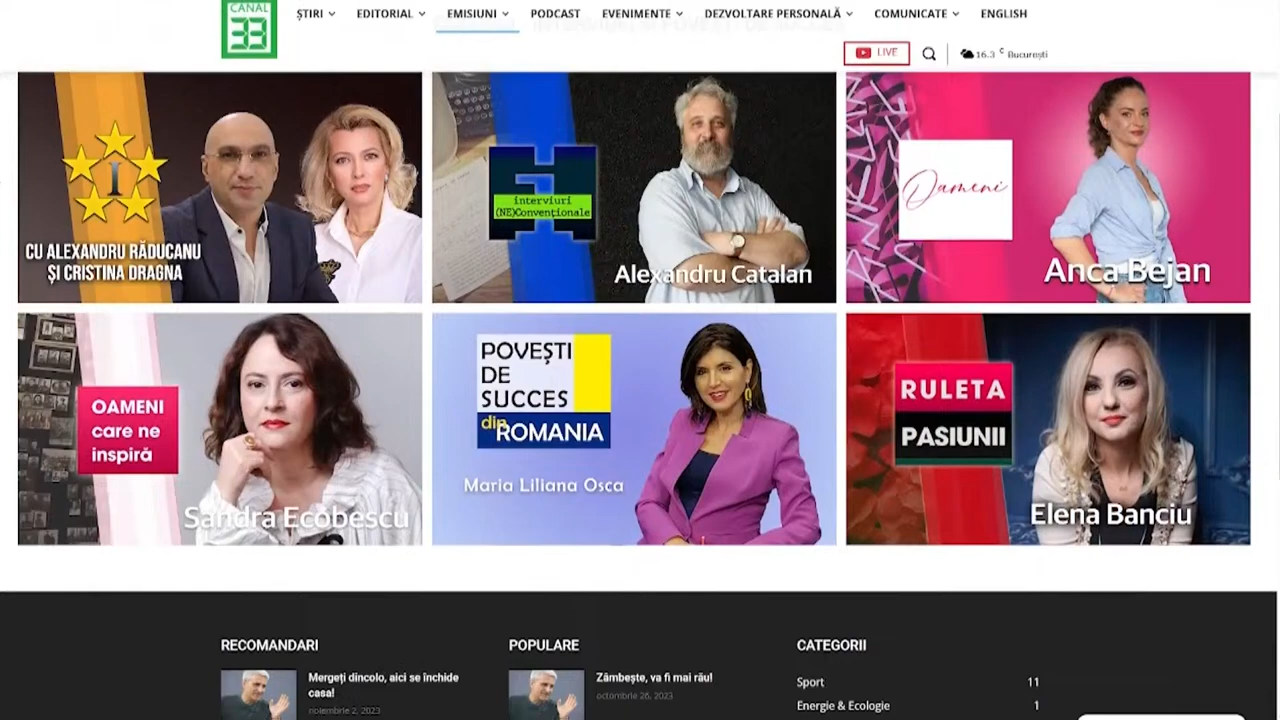 CANAL
33
ȘTIRI
EDITORIAL
EMISIUNI
PODCAST
EVENIMENTE
DEZVOLTARE PERSONALĂ
COMUNICATE
ENGLISH
LIVE
16.3 C București
I
CU ALEXANDRU RĂDUCANU
ȘI CRISTINA DRAGNA
interviuri
(NE)Convenționale
Alexandru Catalan
Oameni
Anca Bejan
OAMENI
care ne
inspiră
Sandra Ecobescu
POVEȘTI
DE
SUCCES
din
ROMANIA
Maria Liliana Osca
RULETA
PASIUNII
Elena Banciu
RECOMANDARI
Mergeți dincolo, aici se închide
casa!
noiembrie 2, 2023
POPULARE
Zâmbește, va fi mai rău!
octombrie 26, 2023
CATEGORII
Sport 11
Energie & Ecologie 1